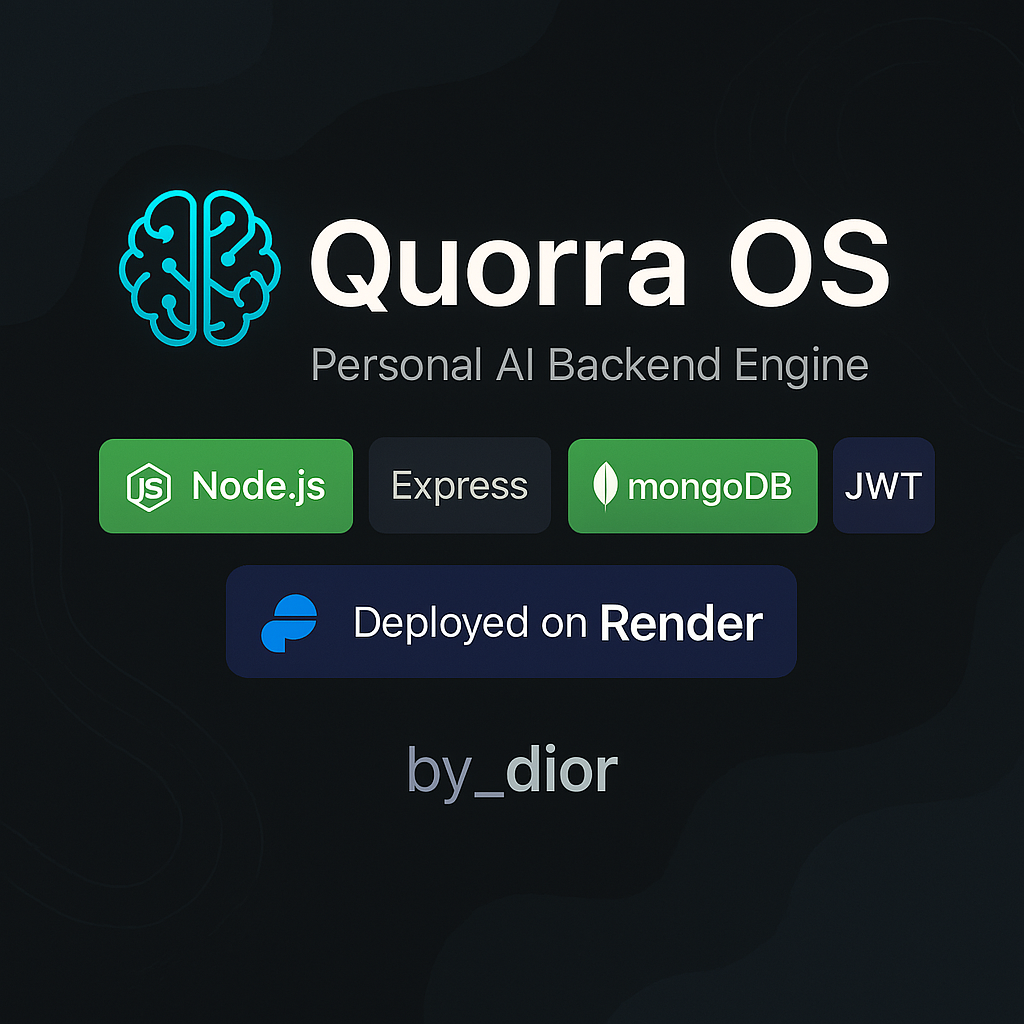 Quorra OS
Personal AI Backend Engine
JS Node.js Express mongoDB JWT
Deployed on Render
by_dior